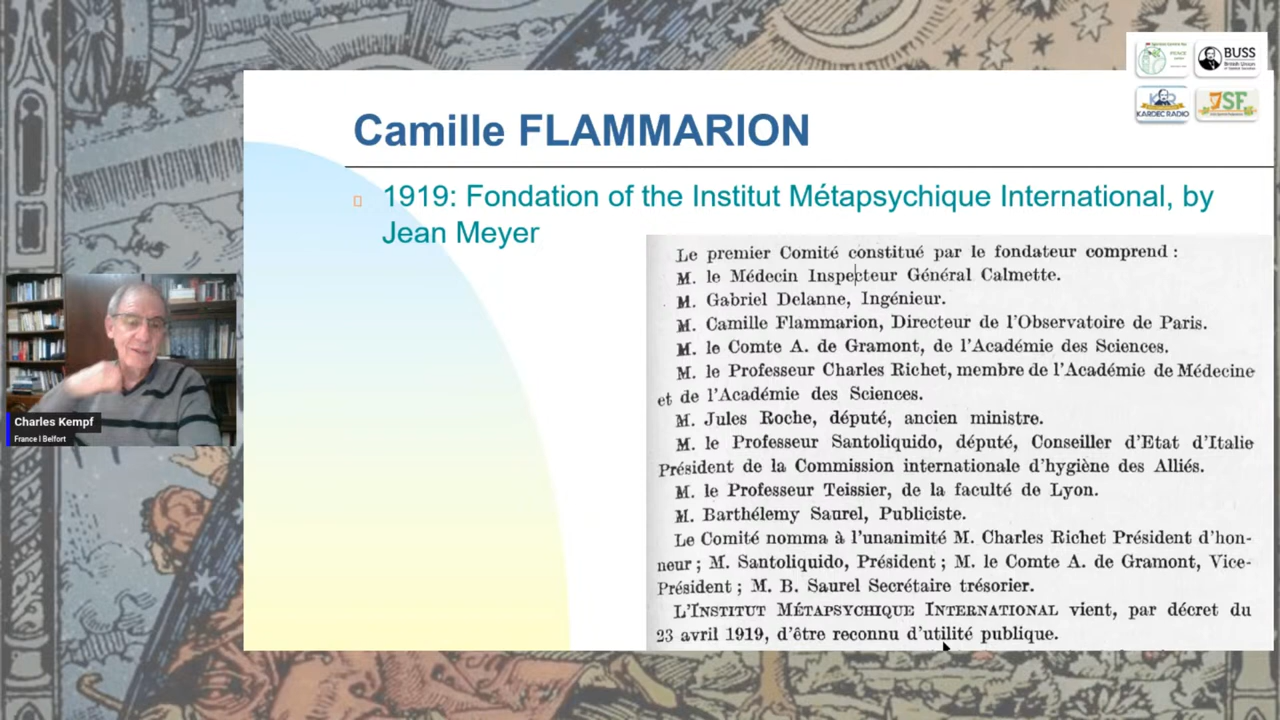 Camille FLAMMARION
1919: Fondation of the Institut Métapsychique International, by
Jean Meyer
Le premier Comité constitué par le fondateur comprend :
M. le Médecin Inspecteur Général Calmette.
M. Gabriel Delanne, Ingénieur.
M. Camille Flammarion, Directeur de l'Observatoire de Paris.
M. le Comte A. de Gramont, de l'Académie des Sciences.
M. le Professeur Charles Richet, membre de l'Académie de Médecine
et de l'Académie des Sciences.
M. Jules Roche, député, ancien ministre.
M. le Professeur Santoliquido, député, Conseiller d'Etat d'Italie
Président de la Commission internationale d'hygiène des Alliés.
M. le Professeur Teissier, de la faculté de Lyon.
M. Barthélemy Saurel, Publiciste.
Le Comité nomma à l'unanimité M. Charles Richet Président d'hon-
neur ; M. Santoliquido, Président ; M. le Comte A. de Gramont, Vice-
Président ; M. B. Saurel Secrétaire trésorier.
L'INSTITUT MÉTAPSYCHIQUE INTERNATIONAL vient, par décret du
23 avril 1919, d'être reconnu d'utilité publique.
Charles Kempf
France | Belfort
BUSS
KARDEC RADIO
SF